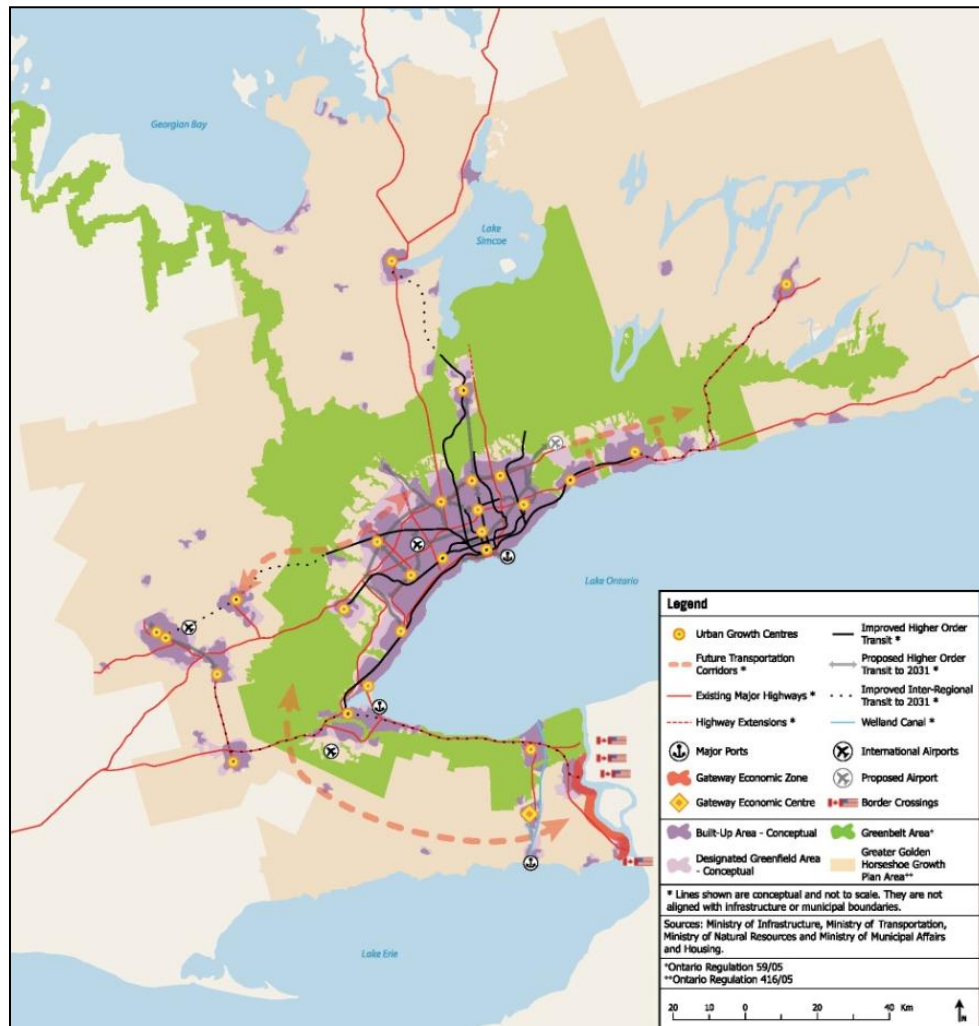 Georgian Bay
Lake
Simcoe
Lake Ontario
Lake Erie
Legend
Urban Growth Centres
Future Transportation
Corridors *
Existing Major Highways *
Highway Extensions *
Major Ports
Gateway Economic Zone
Gateway Economic Centre
Improved Higher Order
Transit *
Proposed Higher Order
Transit to 2031 *
Improved Inter-Regional
Transit to 2031 *
Welland Canal *
International Airports
Proposed Airport
Border Crossings
Built-Up Area - Conceptual
Designated Greenfield Area
- Conceptual
Greenbelt Area+
Greater Golden
Horseshoe Growth
Plan Area++
* Lines shown are conceptual and not to scale. They are not
aligned with infrastructure or municipal boundaries.
Sources: Ministry of Infrastructure, Ministry of Transportation,
Ministry of Natural Resources and Ministry of Municipal Affairs
and Housing.
+Ontario Regulation 59/05
++Ontario Regulation 416/05
20 10 0 20 40 Km
N